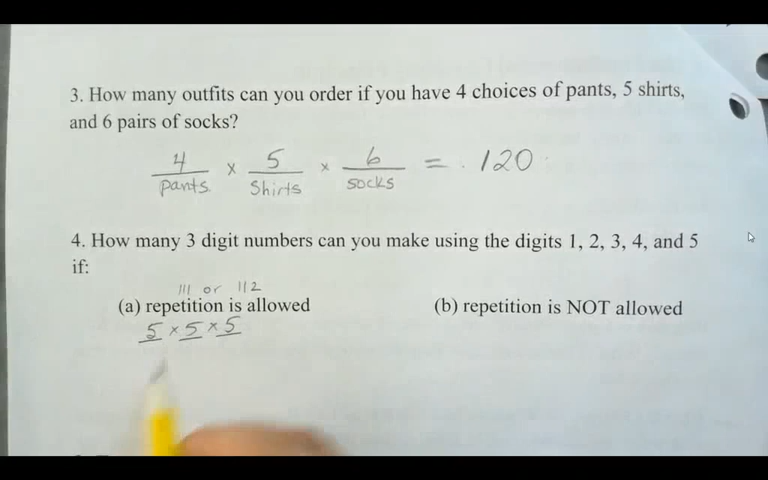 3. How many outfits can you order if you have 4 choices of pants, 5 shirts,
and 6 pairs of socks?
4 × 5 × 6 = 120
pants shirts socks
4. How many 3 digit numbers can you make using the digits 1, 2, 3, 4, and 5
if:
111 or 112
(a) repetition is allowed (b) repetition is NOT allowed
5 × 5 × 5